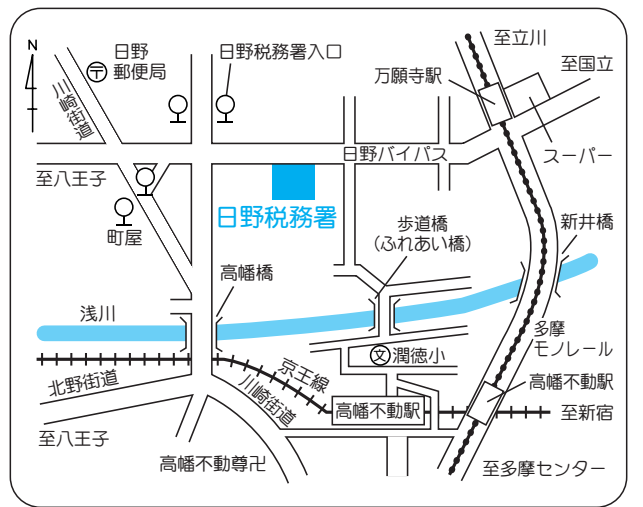 至立川
N
日野
郵便局
〒
日野税務署入口
万願寺駅
至国立
川崎街道
スーパー
日野バイパス
至八王子
町屋
日野税務署
歩道橋
(ふれあい橋)
新井橋
高幡橋
浅川
多摩
モノレール
文
潤徳小
京王線
北野街道
川崎街道
高幡不動駅
高幡不動駅
至新宿
至八王子
高幡不動尊卍
至多摩センター